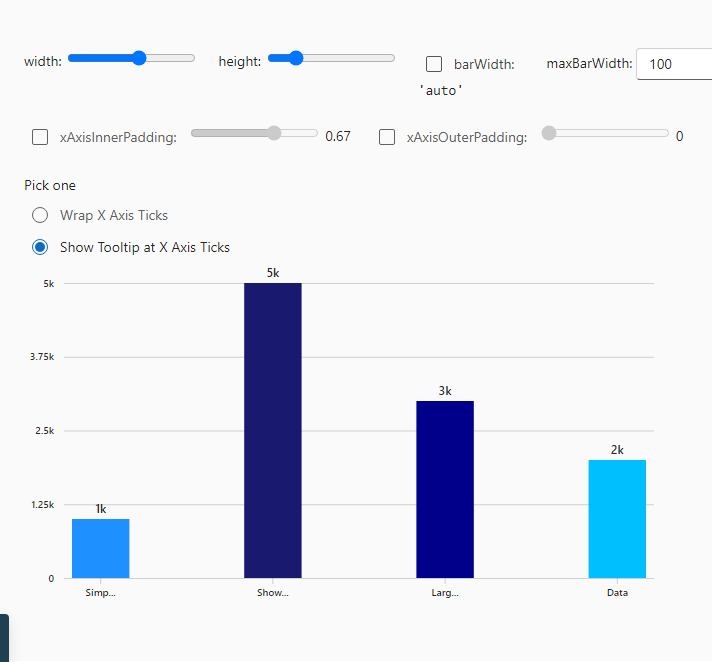 width: height: barWidth: maxBarWidth: 100
'auto'
xAxisInnerPadding: 0.67 xAxisOuterPadding: 0
Pick one
Wrap X Axis Ticks
Show Tooltip at X Axis Ticks
5k
5k
3.75k
3k
2.5k
2k
1.25k
1k
0
Simp... Show... Larg... Data